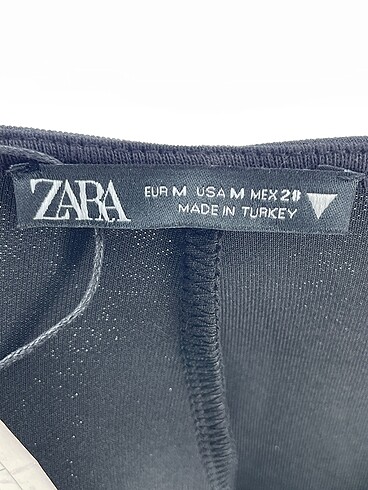 ZARA
EUR M USA M MEX 28
MADE IN TURKEY